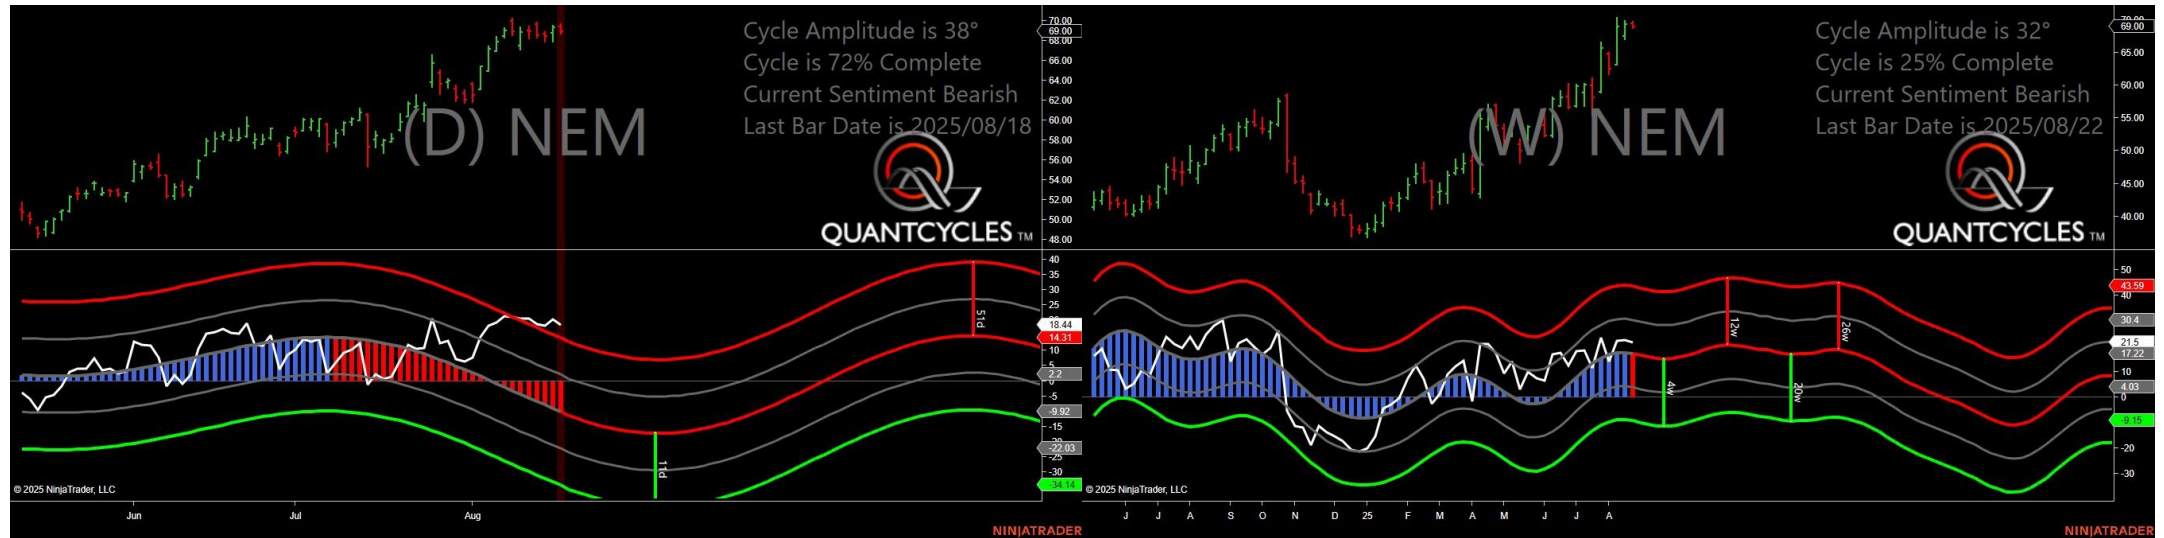 Cycle Amplitude is 38°
Cycle is 72% Complete
Current Sentiment Bearish
Last Bar Date is 2025/08/18
(D) NEM
QUANTCYCLES TM
70.00
69.00
68.00
66.00
64.00
62.00
60.00
58.00
56.00
54.00
52.00
50.00
48.00
40
35
30
25
18.44
14.31
10
2.2
-5
-9.92
-15
-22.03
-25
-30
-34.14
51d
11d
© 2025 NinjaTrader, LLC
Jun
Jul
Aug
NINJATRADER
Cycle Amplitude is 32°
Cycle is 25% Complete
Current Sentiment Bearish
Last Bar Date is 2025/08/22
(W) NEM
QUANTCYCLES TM
70.00
69.00
65.00
60.00
55.00
50.00
45.00
40.00
50
43.59
40
30.4
21.5
17.22
10
4.03
0
-9.15
-20
-30
4w
12w
20w
26w
© 2025 NinjaTrader, LLC
J
J
A
S
O
N
D
25
F
M
A
M
J
J
A
NINJATRADER